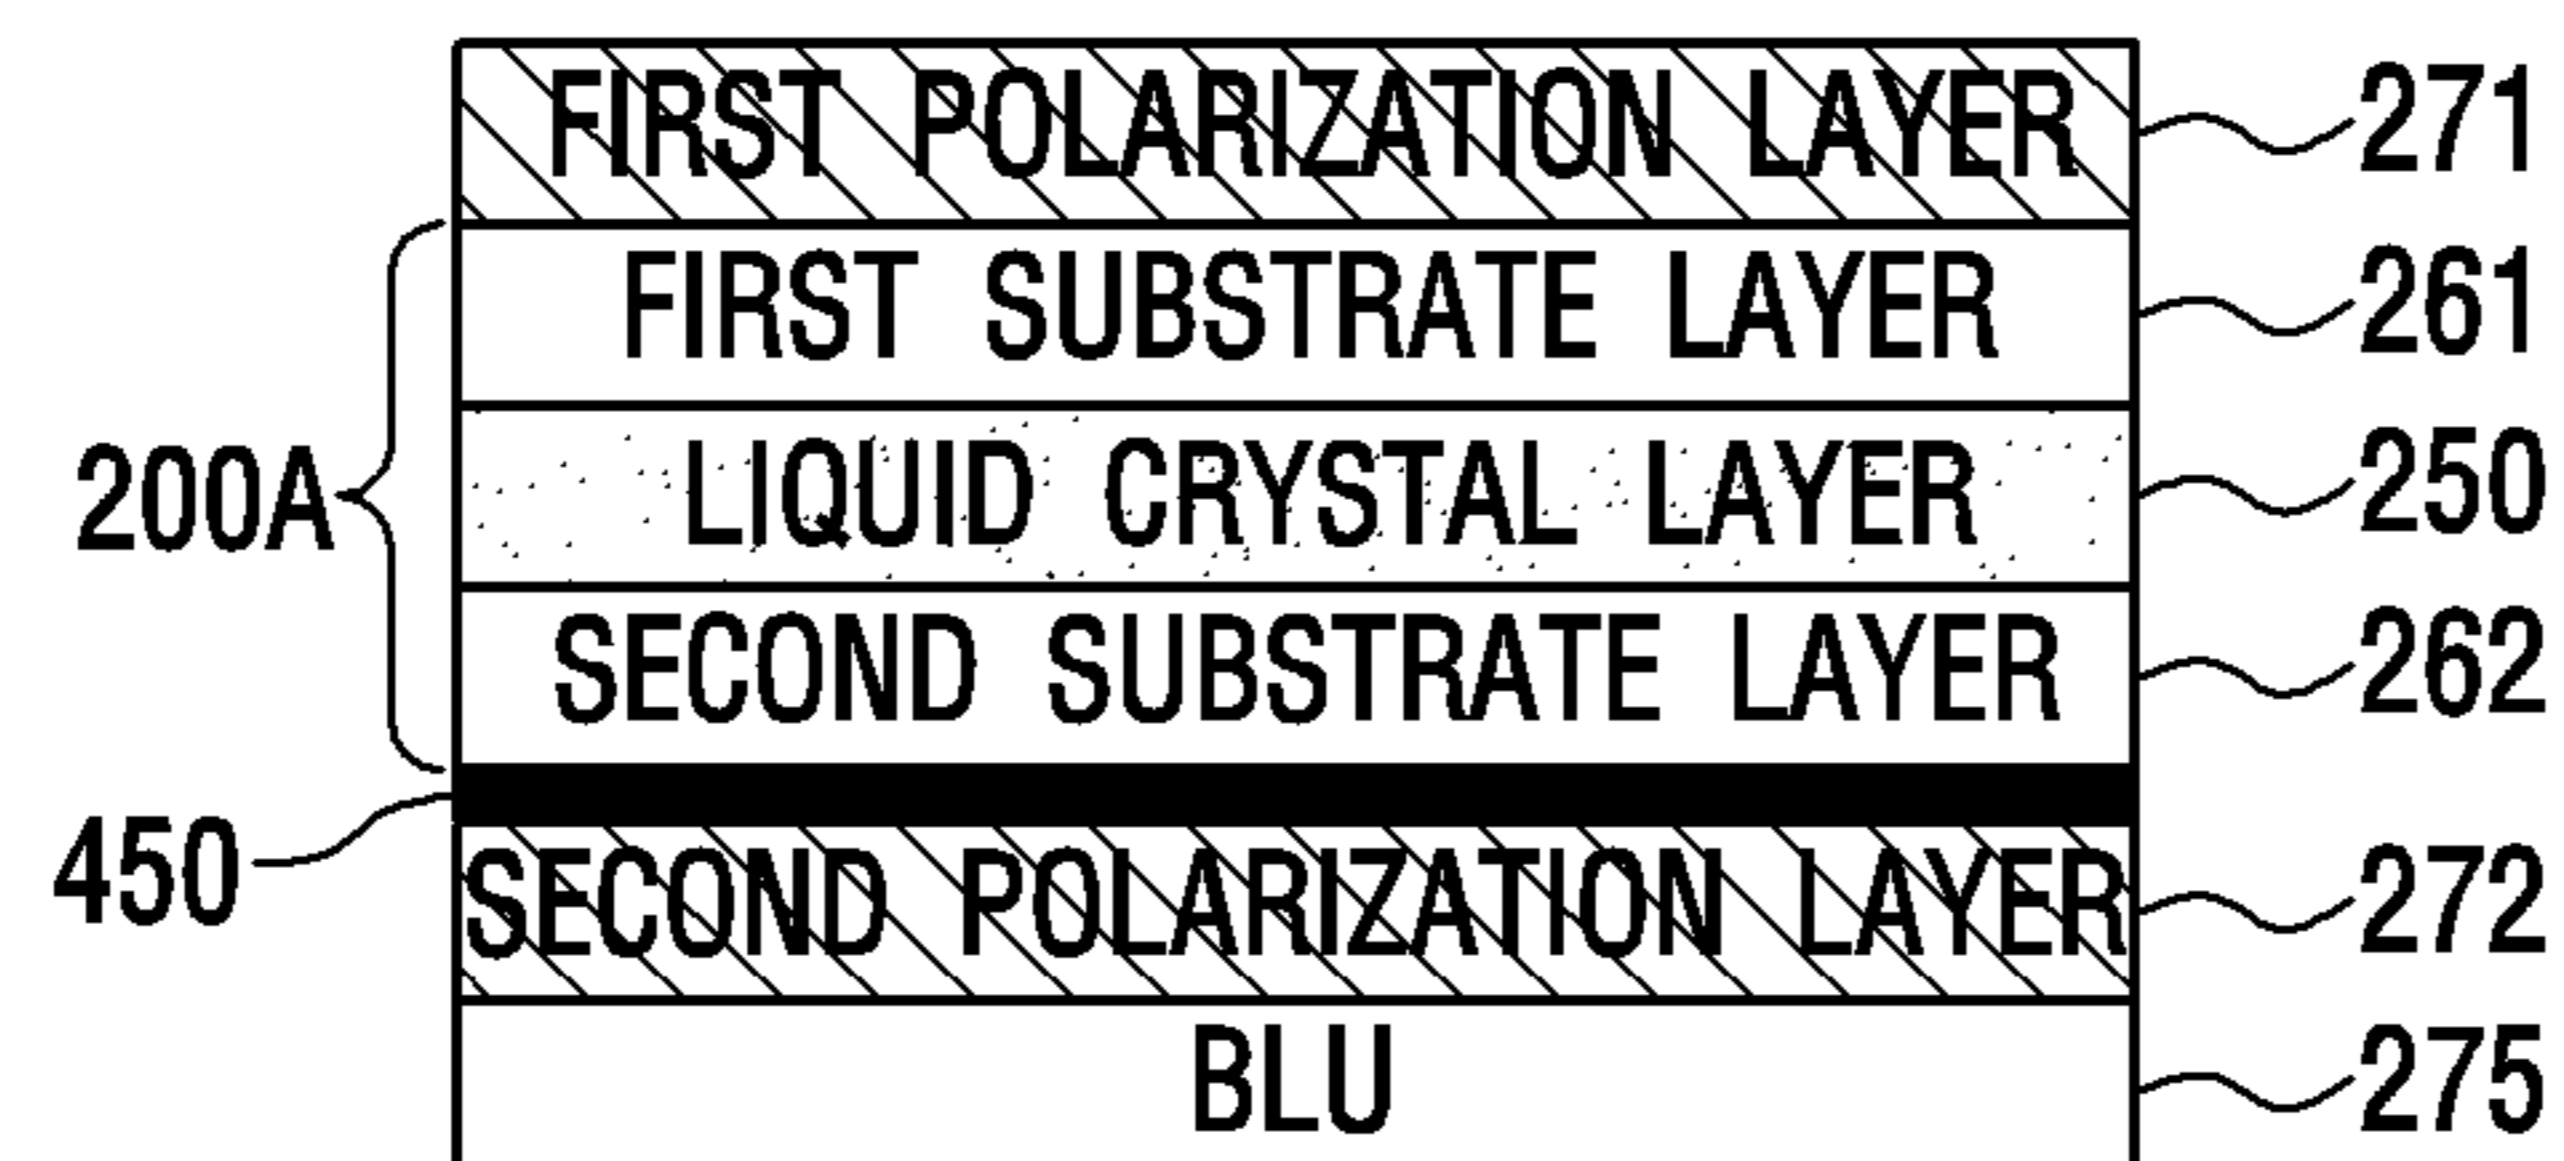 FIRST POLARIZATION LAYER 271
FIRST SUBSTRATE LAYER 261
200A LIQUID CRYSTAL LAYER 250
SECOND SUBSTRATE LAYER 262
450 SECOND POLARIZATION LAYER 272
BLU 275